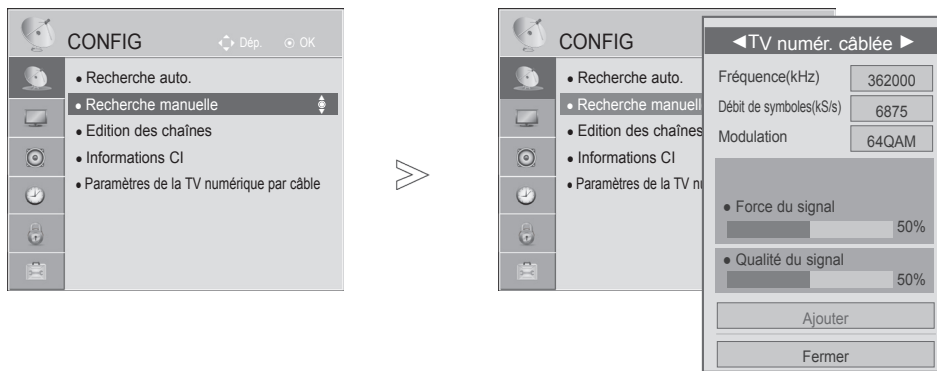 CONFIG
Dép. OK
• Recherche auto.
• Recherche manuelle
• Edition des chaînes
• Informations CI
• Paramètres de la TV numérique par câble
CONFIG
• Recherche auto.
• Recherche manuell
• Edition des chaînes
• Informations CI
• Paramètres de la TV nu
◄TV numér. câblée ►
Fréquence(kHz) 362000
Débit de symboles(kS/s) 6875
Modulation 64QAM
• Force du signal
50%
• Qualité du signal
50%
Ajouter
Fermer